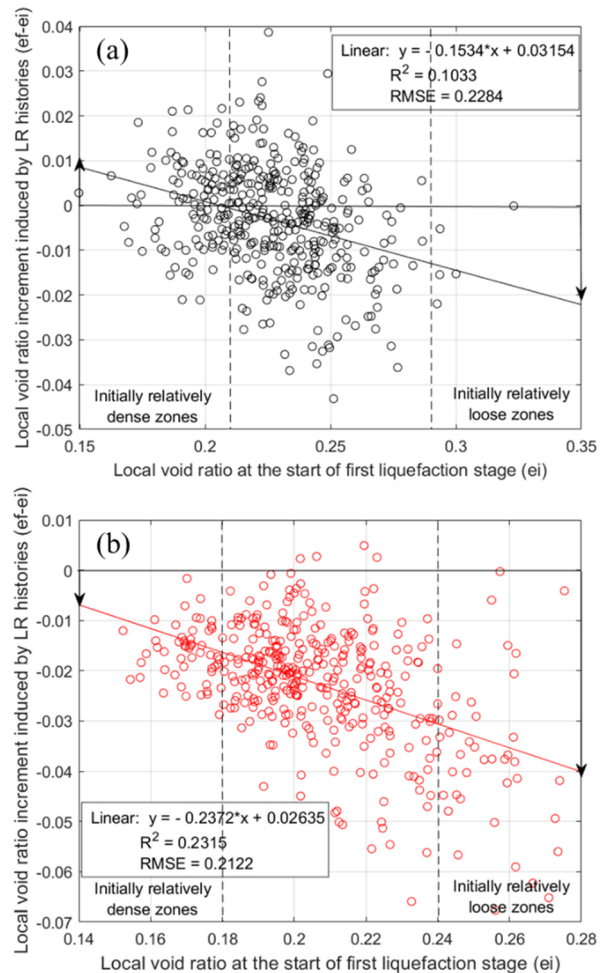 (a)
Linear: y = - 0.1534*x + 0.03154
R² = 0.1033
RMSE = 0.2284
Local void ratio increment induced by LR histories (ef-ei)
0.04
0.03
0.02
0.01
0
-0.01
-0.02
-0.03
-0.04
-0.05
Initially relatively
dense zones
Initially relatively
loose zones
0.15
0.2
0.25
0.3
0.35
Local void ratio at the start of first liquefaction stage (ei)
(b)
Local void ratio increment induced by LR histories (ef-ei)
0.01
0
-0.01
-0.02
-0.03
-0.04
-0.05
-0.06
-0.07
Linear: y = - 0.2372*x + 0.02635
R² = 0.2315
RMSE = 0.2122
Initially relatively
dense zones
Initially relatively
loose zones
0.14
0.16
0.18
0.2
0.22
0.24
0.26
0.28
Local void ratio at the start of first liquefaction stage (ei)